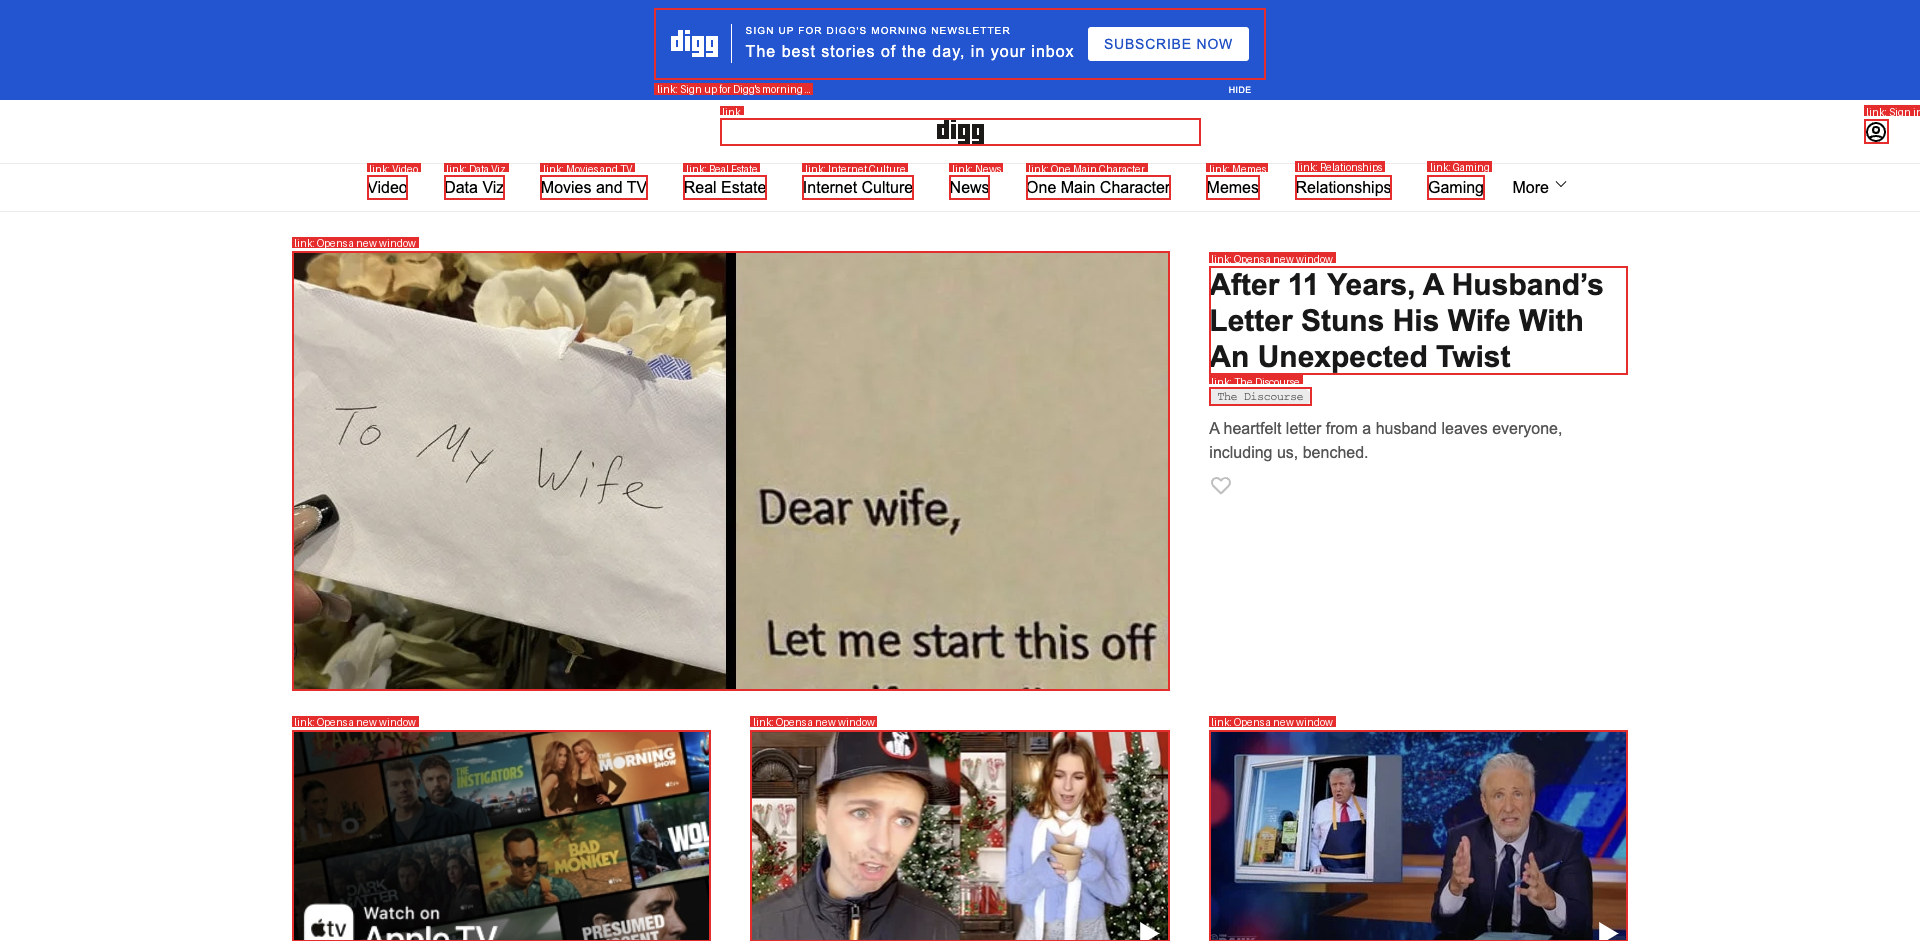 digg
SIGN UP FOR DIGG'S MORNING NEWSLETTER
The best stories of the day, in your inbox
SUBSCRIBE NOW
link: Sign up for Digg's morning ...
HIDE
link:
digg
link: Sign in
link: Video
link: Data Viz
link: Movies and TV
link: Real Estate
link: Internet Culture
link: News
link: One Main Character
link: Memes
link: Relationships
link: Gaming
Video
Data Viz
Movies and TV
Real Estate
Internet Culture
News
One Main Character
Memes
Relationships
Gaming
More
link: Opens a new window
To My Wife
Dear wife,
Let me start this off
link: Opens a new window
After 11 Years, A Husband’s
Letter Stuns His Wife With
An Unexpected Twist
link: The Discourse
The Discourse
A heartfelt letter from a husband leaves everyone,
including us, benched.
link: Opens a new window
THE INSTIGATORS
THE MORNING SHOW
BAD MONKEY
WOL
DARK MATTER
PRESUMED
tv
Watch on
Apple TV
link: Opens a new window
link: Opens a new window